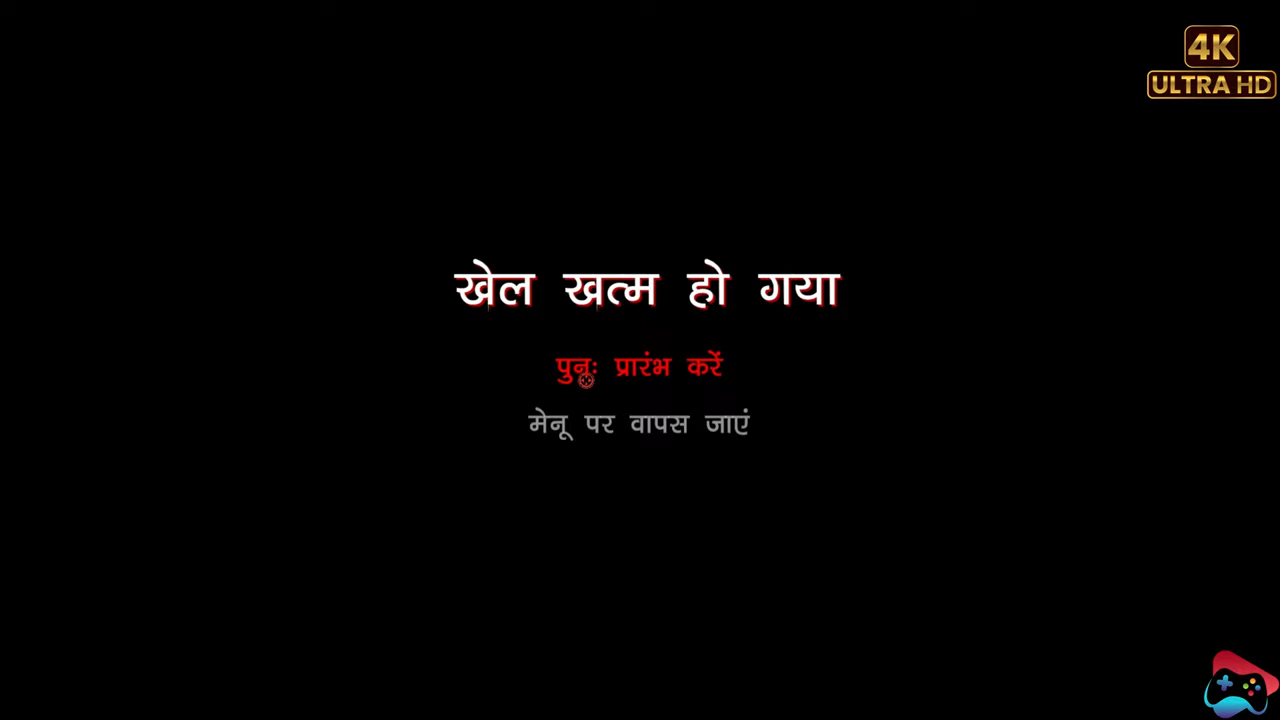 4K
ULTRA HD
खेल खत्म हो गया
पुनः प्रारंभ करें
मेनू पर वापस जाएं